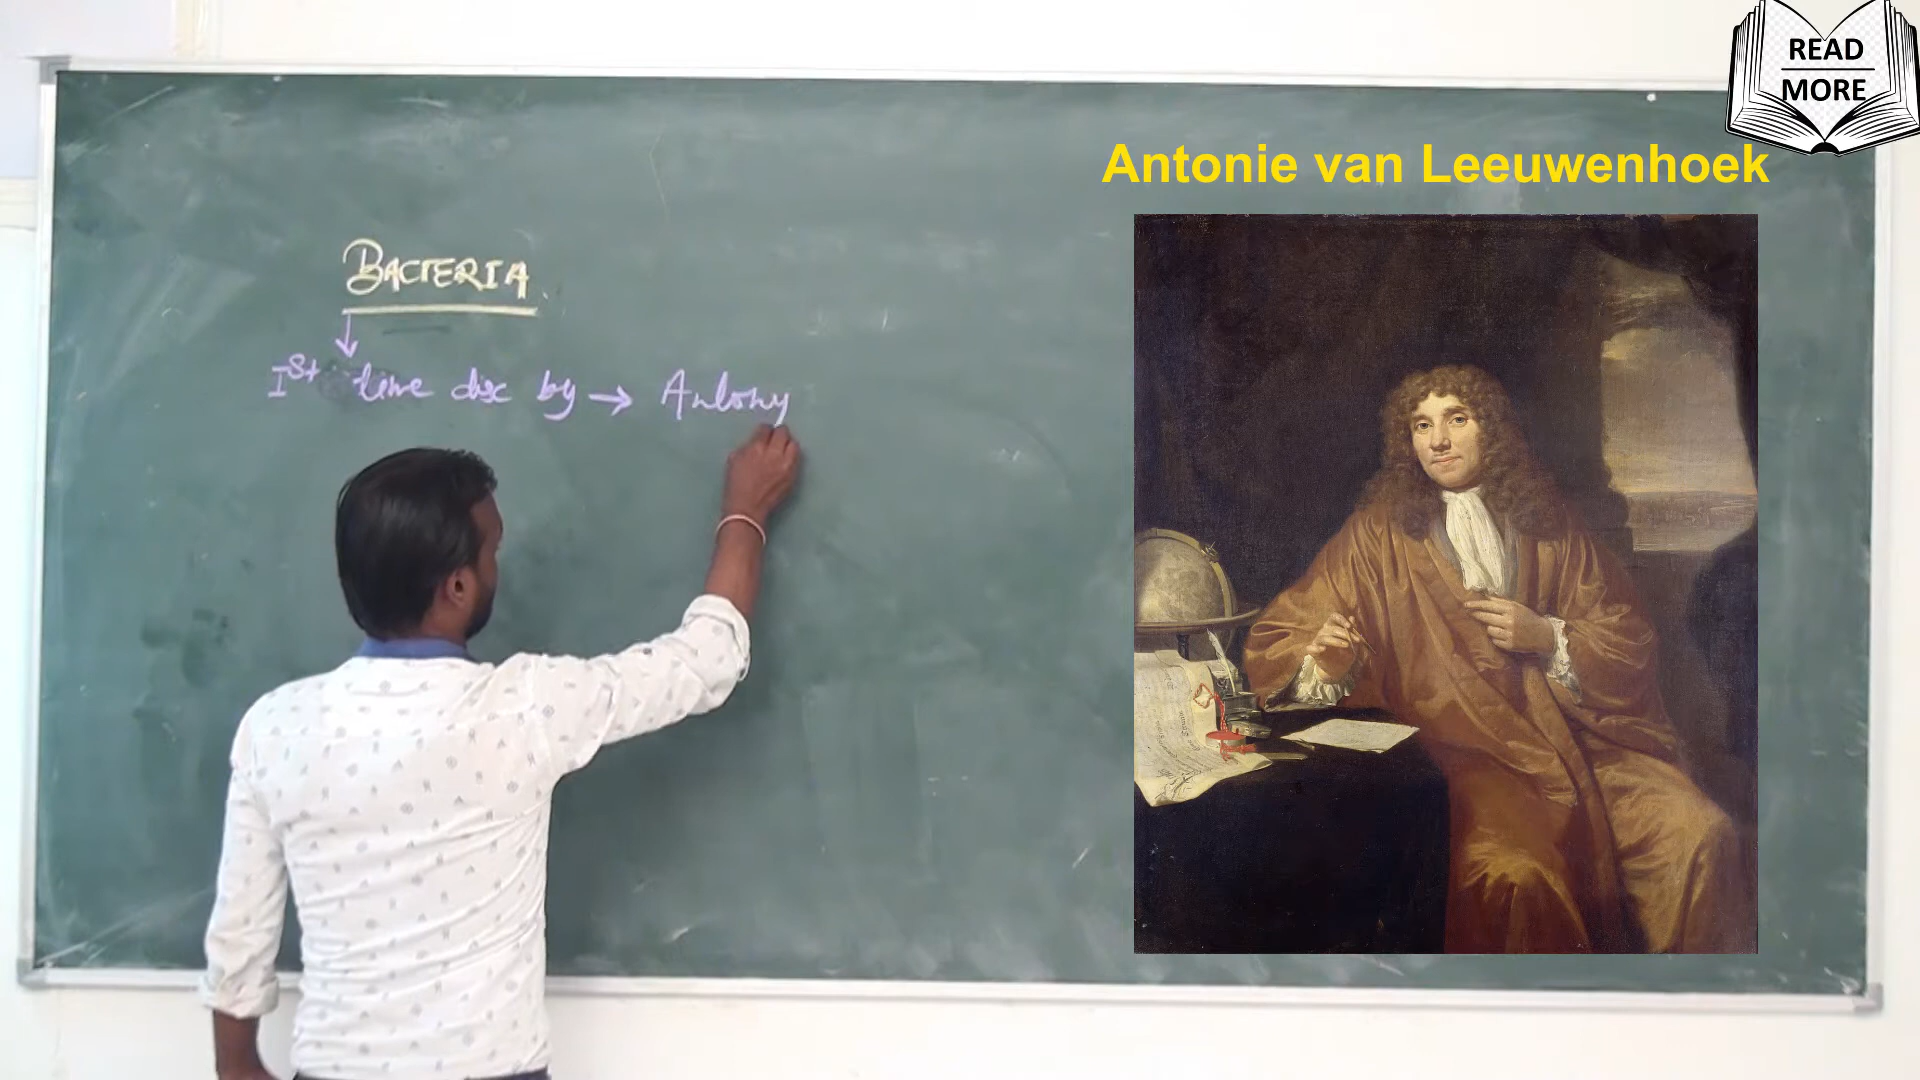 READ
MORE
Antonie van Leeuwenhoek
BACTERIA
Ist time disc by → Antony